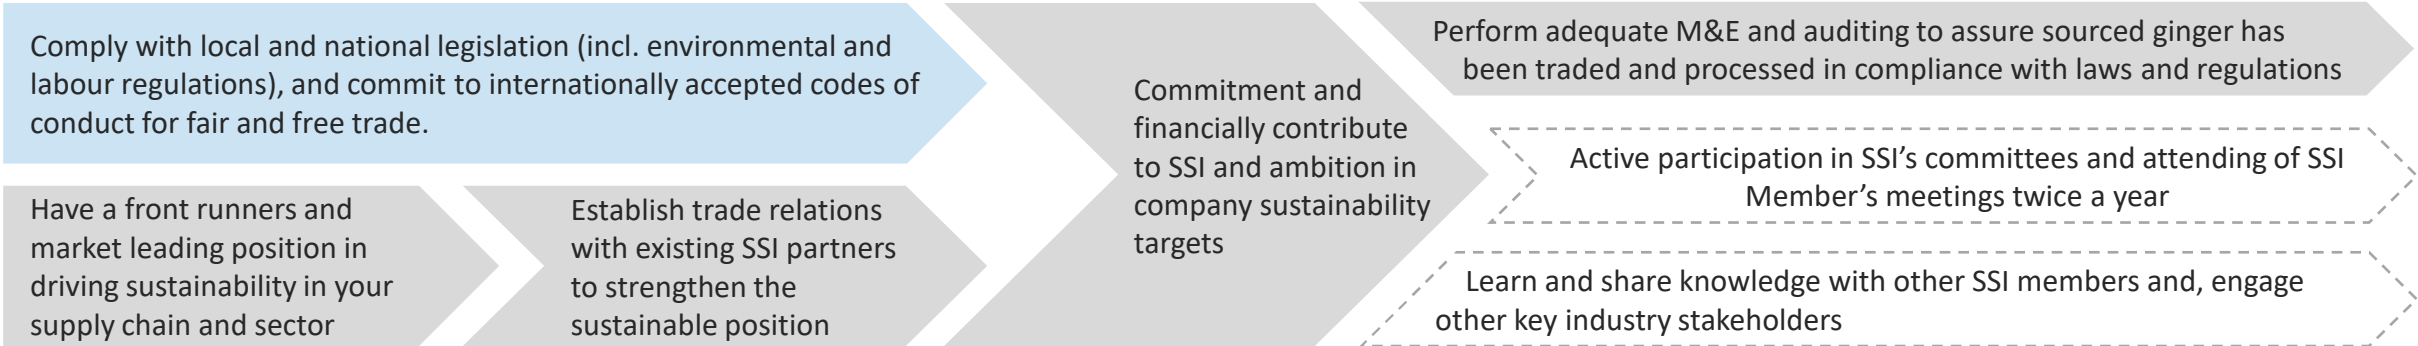 Comply with local and national legislation (incl. environmental and
labour regulations), and commit to internationally accepted codes of
conduct for fair and free trade.
Have a front runners and
market leading position in
driving sustainability in your
supply chain and sector
Establish trade relations
with existing SSI partners
to strengthen the
sustainable position
Commitment and
financially contribute
to SSI and ambition in
company sustainability
targets
Perform adequate M&E and auditing to assure sourced ginger has
been traded and processed in compliance with laws and regulations
Active participation in SSI’s committees and attending of SSI
Member’s meetings twice a year
Learn and share knowledge with other SSI members and, engage
other key industry stakeholders